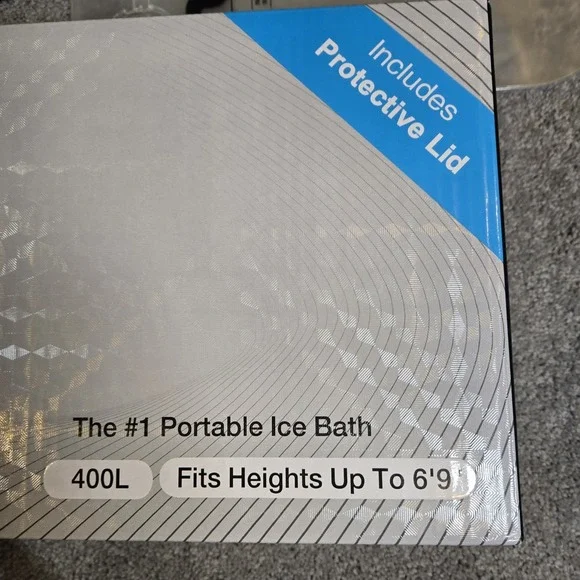 Includes
Protective Lid
The #1 Portable Ice Bath
400L
Fits Heights Up To 6'9"